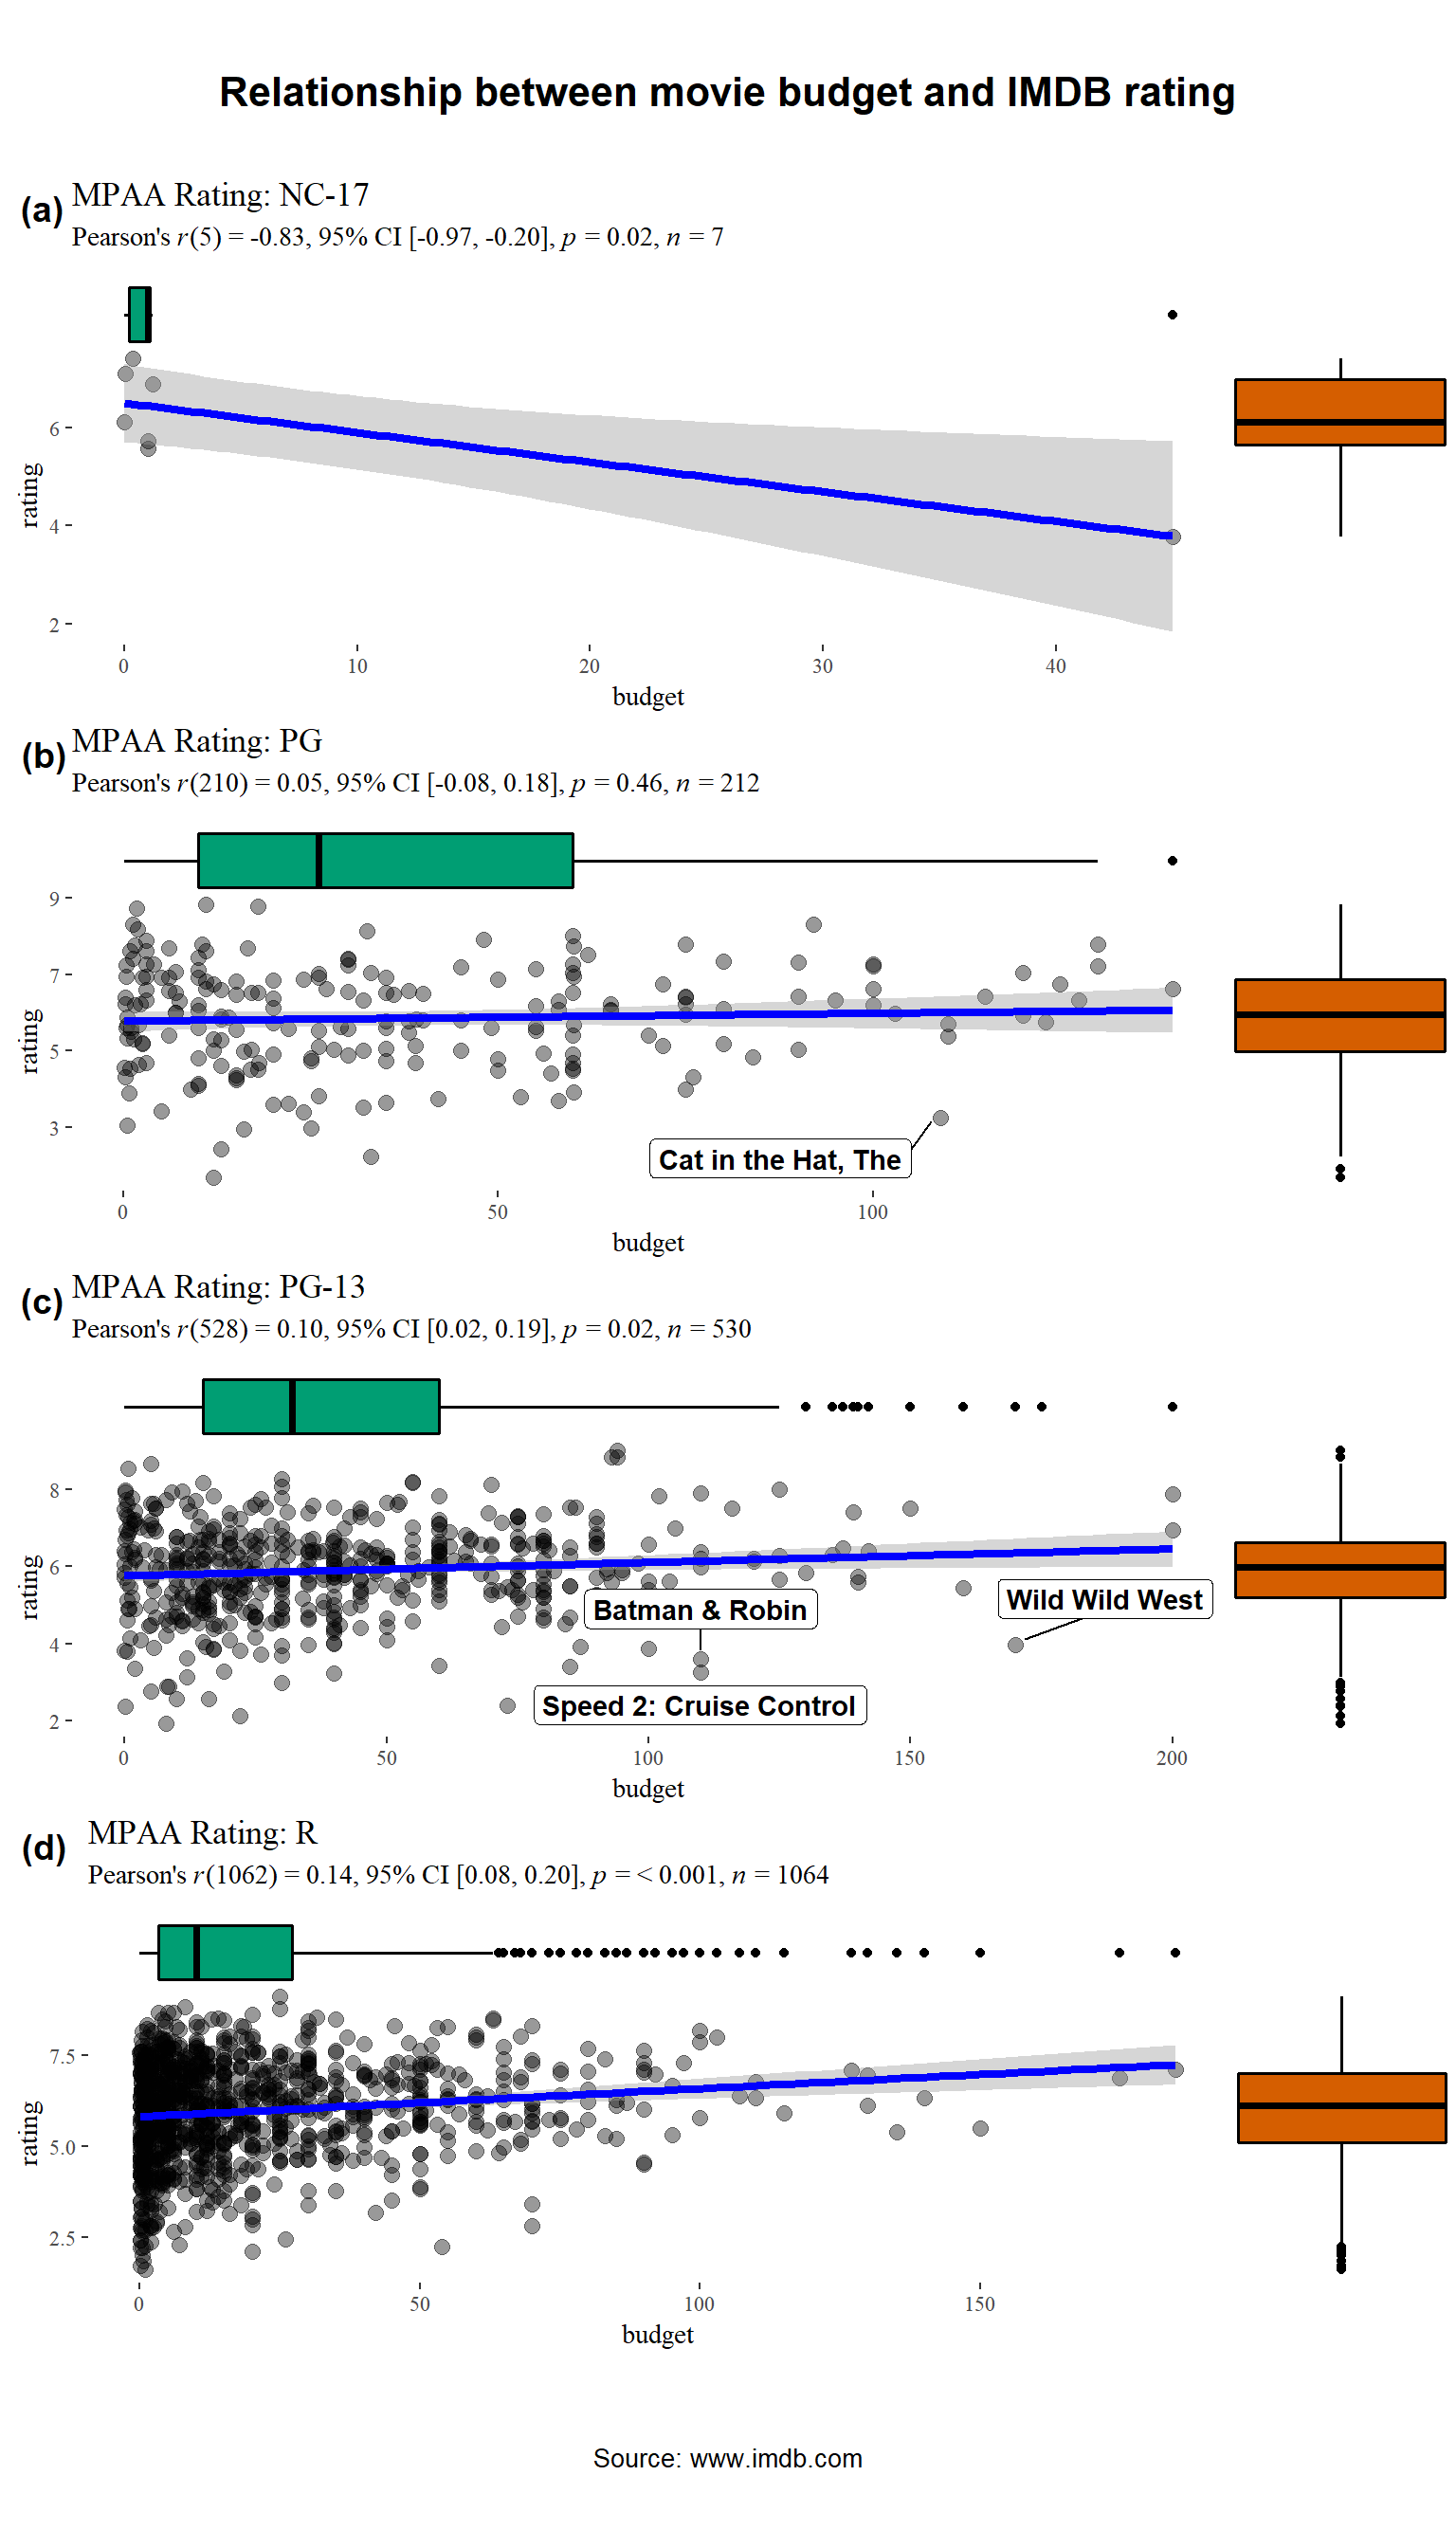 Relationship between movie budget and IMDB rating
(a)
MPAA Rating: NC-17
Pearson's r(5) = -0.83, 95% CI [-0.97, -0.20], p = 0.02, n = 7
6
4
2
rating
0 10 20 30 40
budget
(b)
MPAA Rating: PG
Pearson's r(210) = 0.05, 95% CI [-0.08, 0.18], p = 0.46, n = 212
9
7
5
3
rating
Cat in the Hat, The
0 50 100
budget
(c)
MPAA Rating: PG-13
Pearson's r(528) = 0.10, 95% CI [0.02, 0.19], p = 0.02, n = 530
8
6
4
2
rating
Wild Wild West
Batman & Robin
Speed 2: Cruise Control
0 50 100 150 200
budget
(d)
MPAA Rating: R
Pearson's r(1062) = 0.14, 95% CI [0.08, 0.20], p = < 0.001, n = 1064
7.5
5.0
2.5
rating
0 50 100 150
budget
Source: www.imdb.com